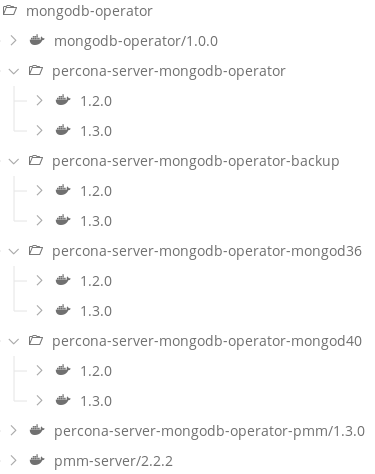 mongodb-operator
mongodb-operator/1.0.0
percona-server-mongodb-operator
1.2.0
1.3.0
percona-server-mongodb-operator-backup
1.2.0
1.3.0
percona-server-mongodb-operator-mongod36
1.2.0
1.3.0
percona-server-mongodb-operator-mongod40
1.2.0
1.3.0
percona-server-mongodb-operator-pmm/1.3.0
pmm-server/2.2.2